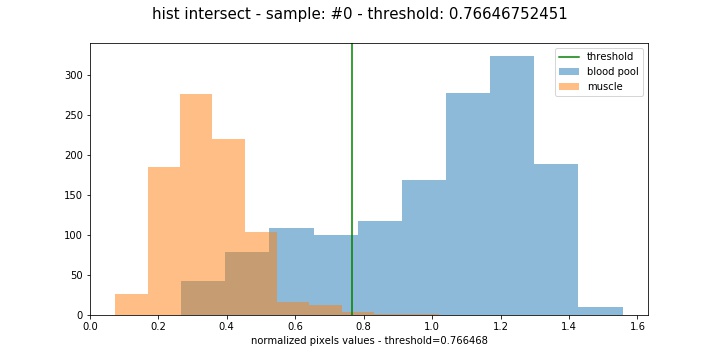 hist intersect - sample: #0 - threshold: 0.76646752451
threshold
blood pool
muscle
300
250
200
150
100
50
0
0.0 0.2 0.4 0.6 0.8 1.0 1.2 1.4 1.6
normalized pixels values - threshold=0.766468